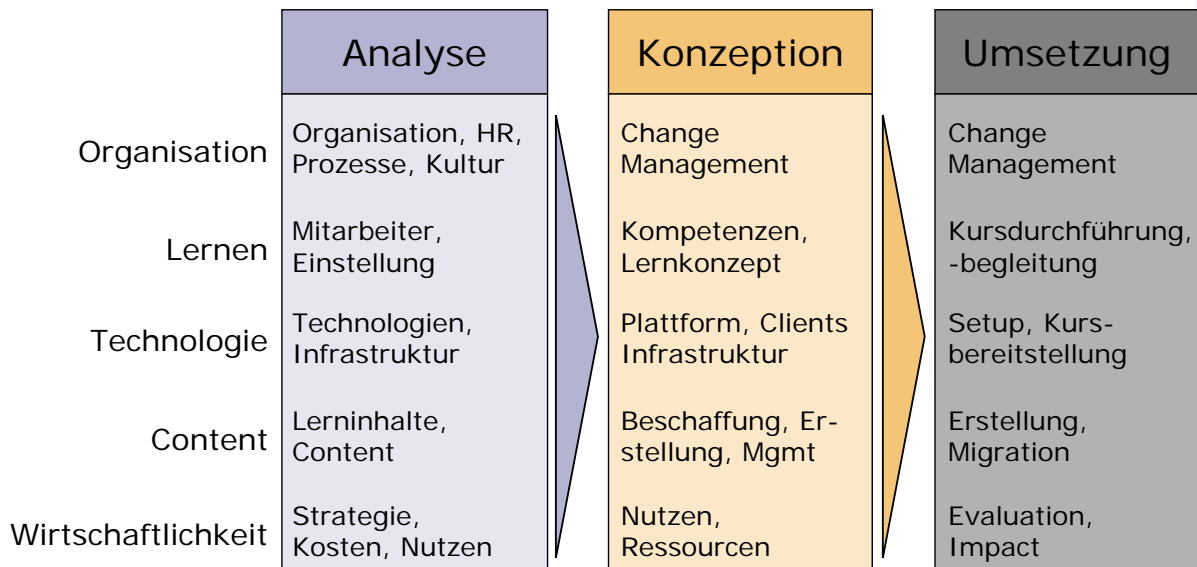 Analyse
Konzeption
Umsetzung
Organisation
Organisation, HR,
Prozesse, Kultur
Change
Management
Change
Management
Lernen
Mitarbeiter,
Einstellung
Kompetenzen,
Lernkonzept
Kursdurchführung,
-begleitung
Technologie
Technologien,
Infrastruktur
Plattform, Clients
Infrastruktur
Setup, Kurs-
bereitstellung
Content
Lerninhalte,
Content
Beschaffung, Er-
stellung, Mgmt
Erstellung,
Migration
Wirtschaftlichkeit
Strategie,
Kosten, Nutzen
Nutzen,
Ressourcen
Evaluation,
Impact